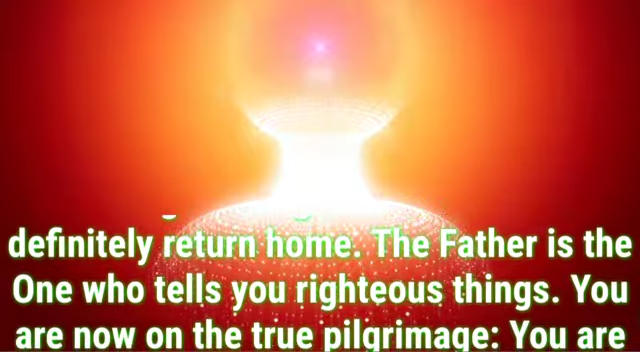 definitely return home. The Father is the
One who tells you righteous things. You
are now on the true pilgrimage: You are